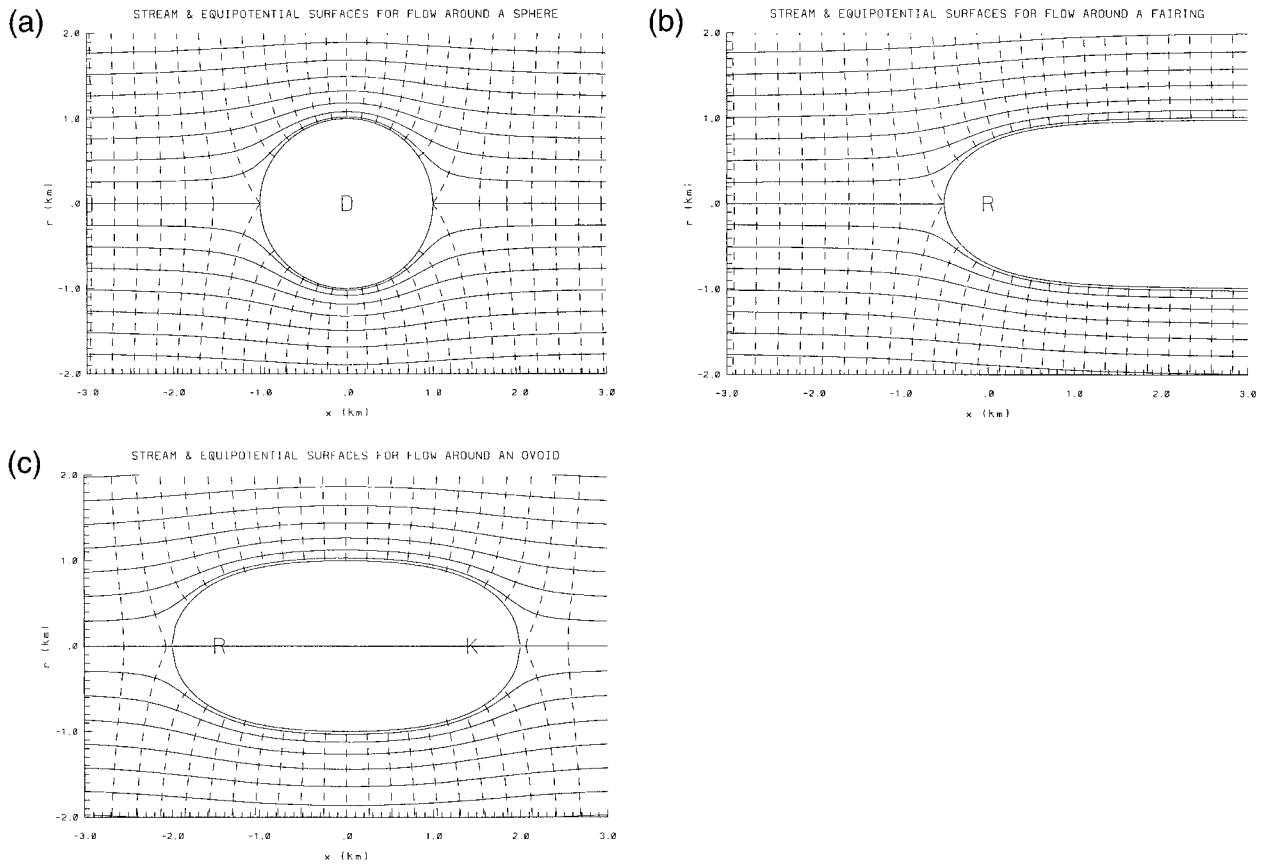 (a)
STREAM & EQUIPOTENTIAL SURFACES FOR FLOW AROUND A SPHERE
2.0
1.0
.0
-1.0
-2.0
r (km)
D
-3.0 -2.0 -1.0 .0 1.0 2.0 3.0
x (km)
(b)
STREAM & EQUIPOTENTIAL SURFACES FOR FLOW AROUND A FAIRING
2.0
1.0
.0
-1.0
-2.0
r (km)
R
-3.0 -2.0 -1.0 .0 1.0 2.0 3.0
x (km)
(c)
STREAM & EQUIPOTENTIAL SURFACES FOR FLOW AROUND AN OVOID
2.0
1.0
.0
-1.0
-2.0
r (km)
R K
-3.0 -2.0 -1.0 .0 1.0 2.0 3.0
x (km)